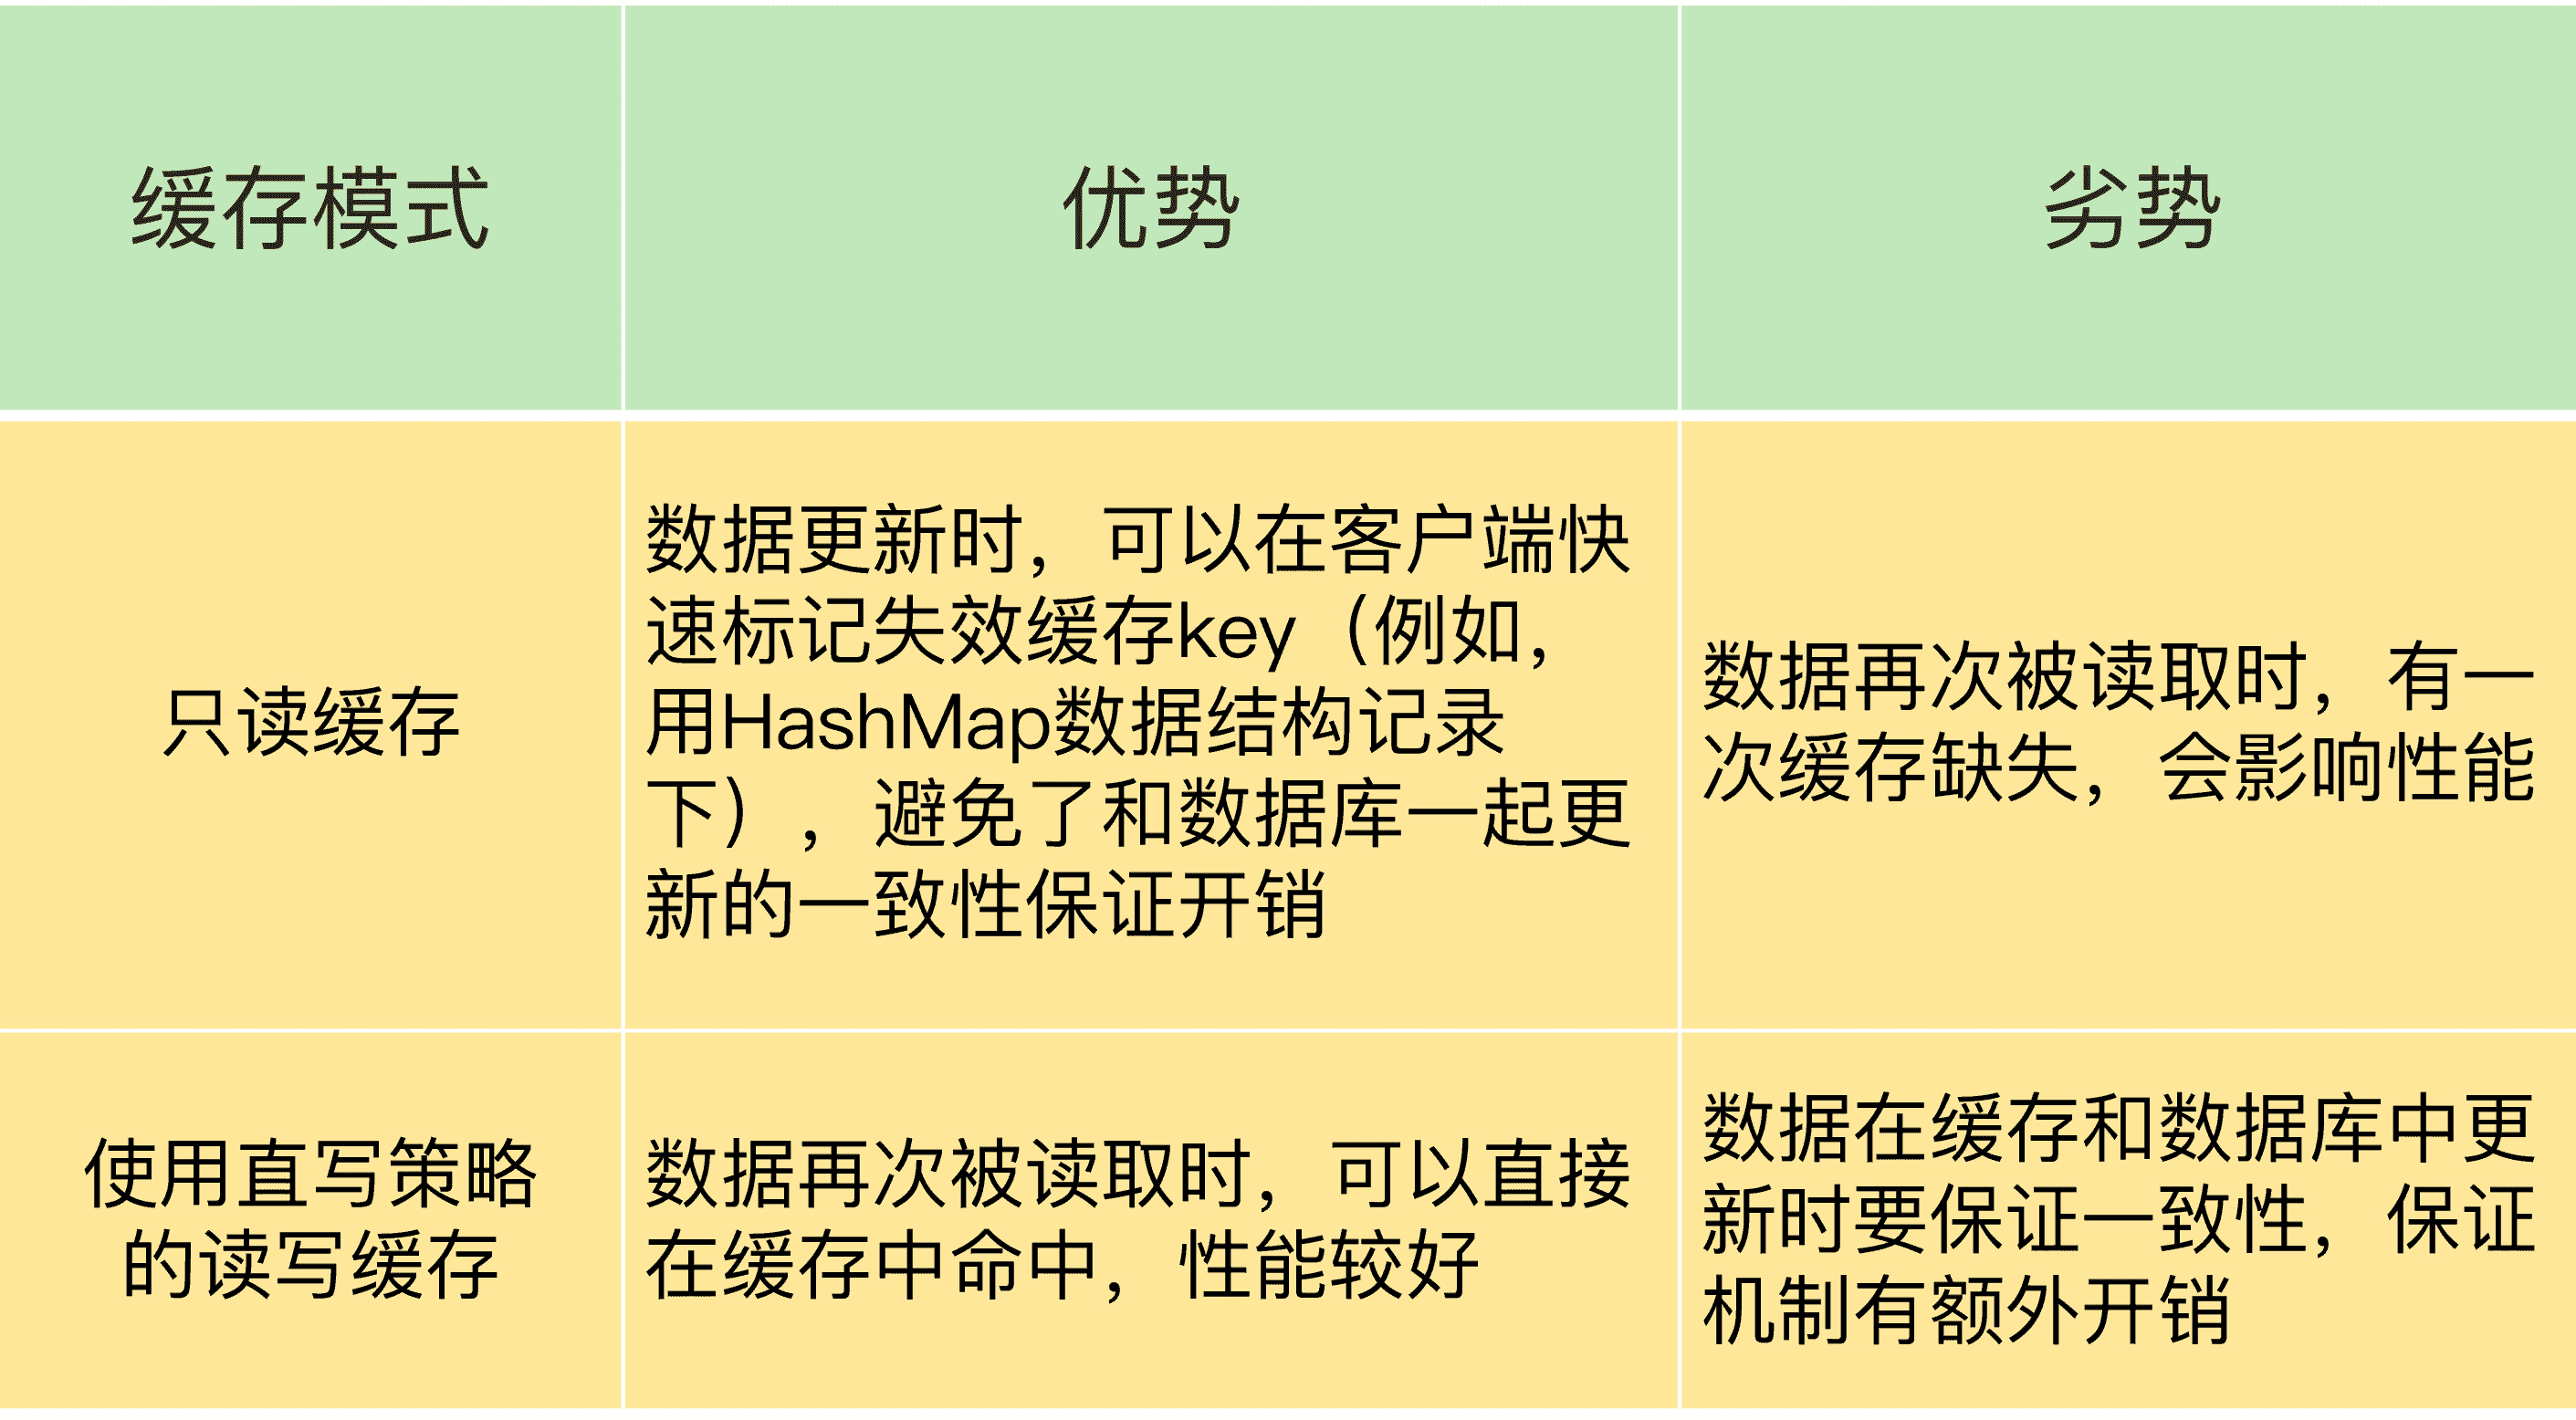 缓存模式
优势
劣势
只读缓存
数据更新时，可以在客户端快
速标记失效缓存key（例如，
用HashMap数据结构记录
下），避免了和数据库一起更
新的一致性保证开销
数据再次被读取时，有一
次缓存缺失，会影响性能
使用直写策略
的读写缓存
数据再次被读取时，可以直接
在缓存中命中，性能较好
数据在缓存和数据库中更
新时要保证一致性，保证
机制有额外开销